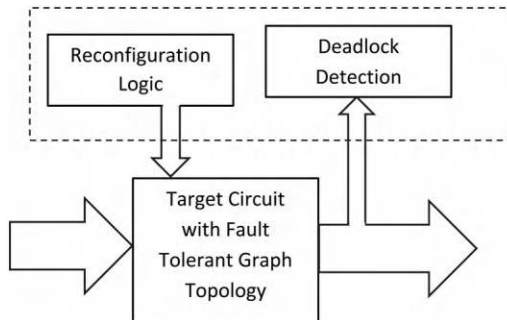 Reconfiguration
Logic
Deadlock
Detection
Target Circuit
with Fault
Tolerant Graph
Topology